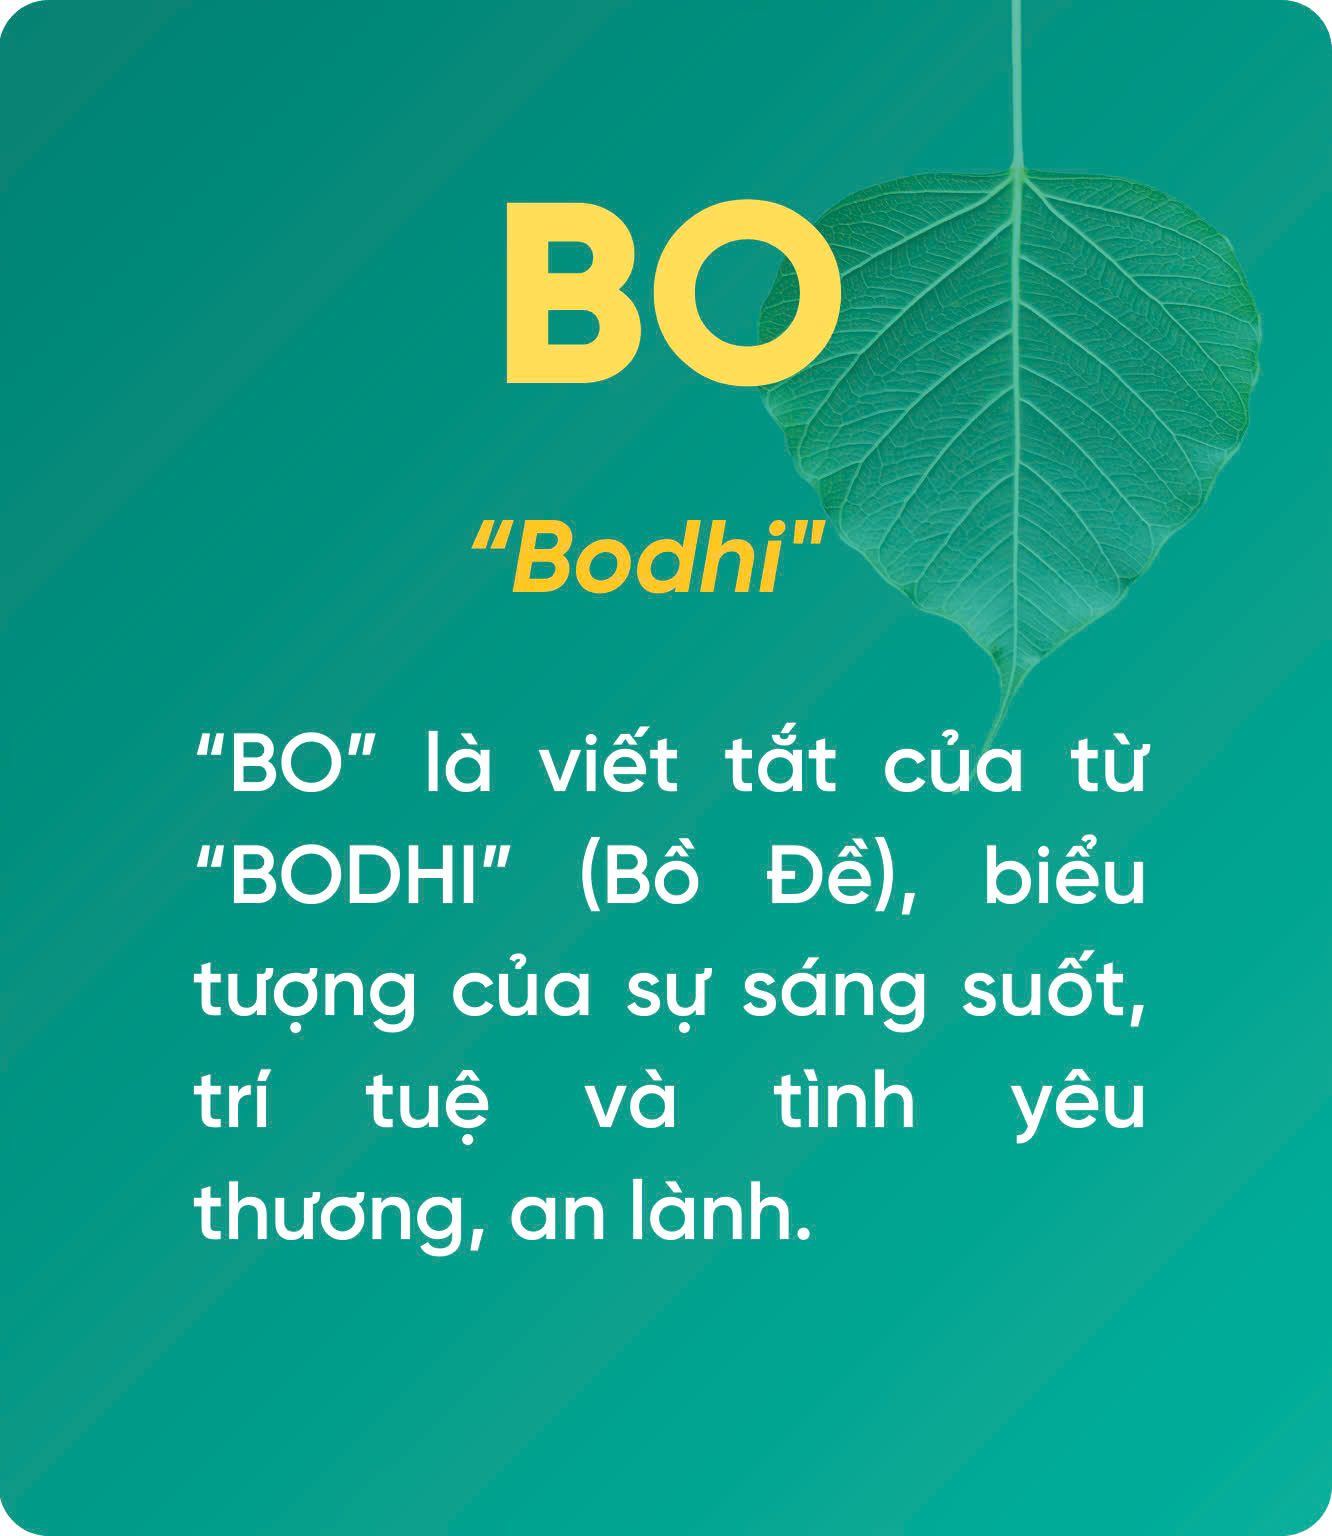 BO
“Bodhi"
“BO” là viết tắt của từ
“BODHI” (Bồ Đề), biểu
tượng của sự sáng suốt,
trí tuệ và tình yêu
thương, an lành.